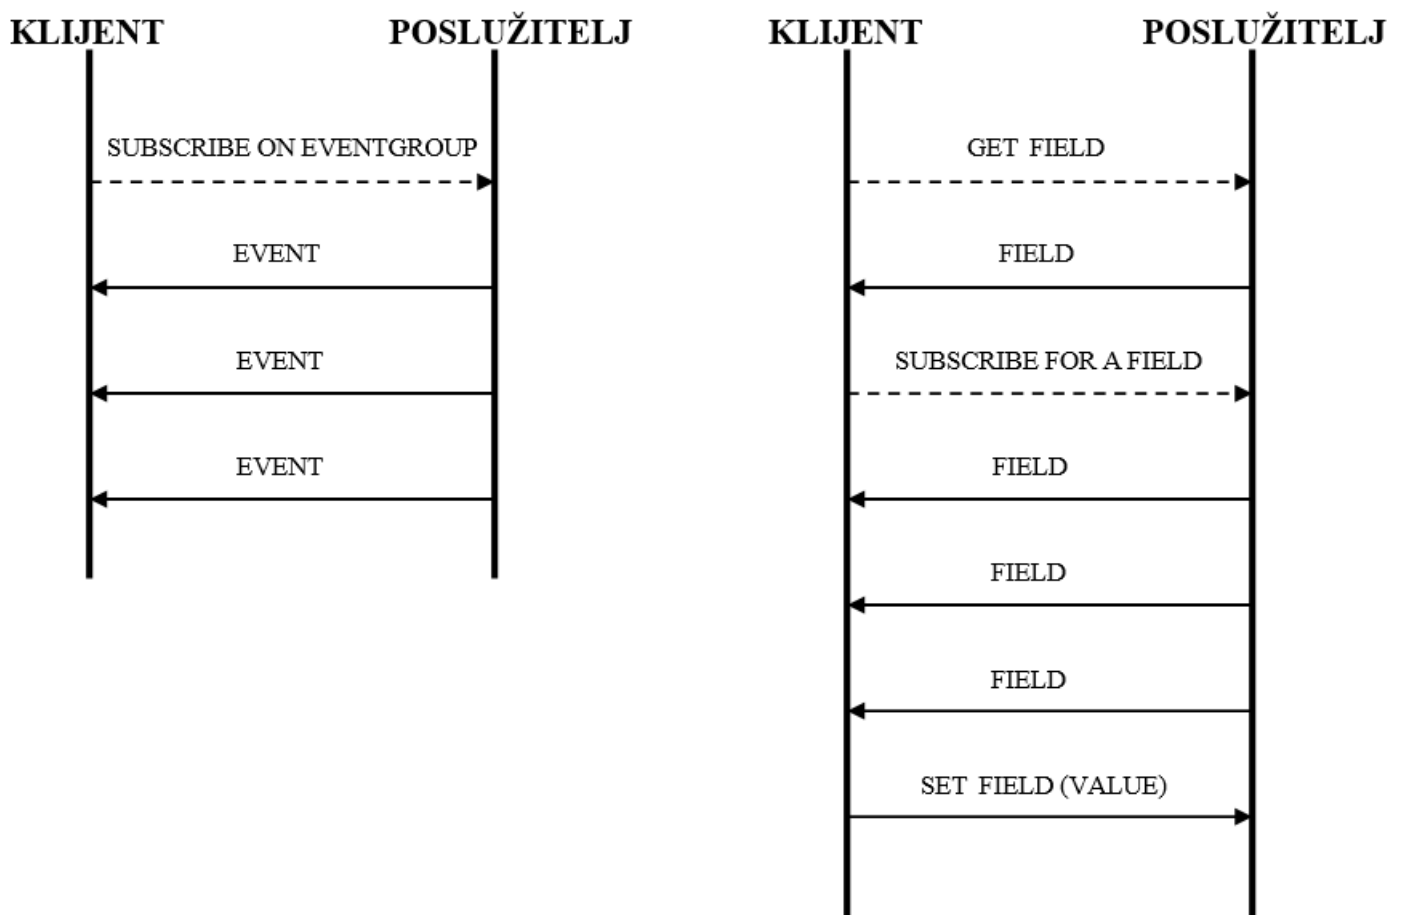 KLIJENT
POSLUŽITELJ
SUBSCRIBE ON EVENTGROUP
EVENT
EVENT
EVENT
KLIJENT
POSLUŽITELJ
GET FIELD
FIELD
SUBSCRIBE FOR A FIELD
FIELD
FIELD
FIELD
SET FIELD (VALUE)